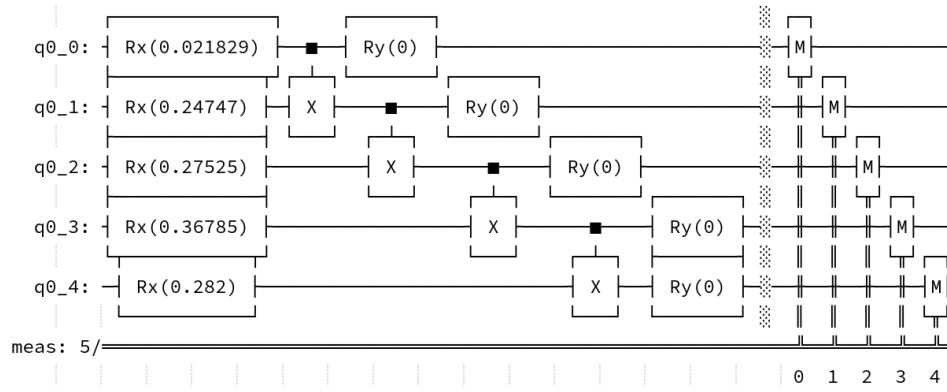 q0_0: Rx(0.021829) ■ Ry(0) ░ M
q0_1: Rx(0.24747) X ■ Ry(0) ░ M
q0_2: Rx(0.27525) X ■ Ry(0) ░ M
q0_3: Rx(0.36785) X ■ Ry(0) ░ M
q0_4: Rx(0.282) X Ry(0) ░ M
meas: 5/
0 1 2 3 4